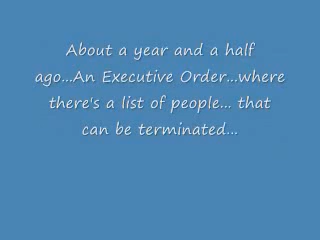 About a year and a half
ago...An Executive Order...where
there's a list of people... that
can be terminated...